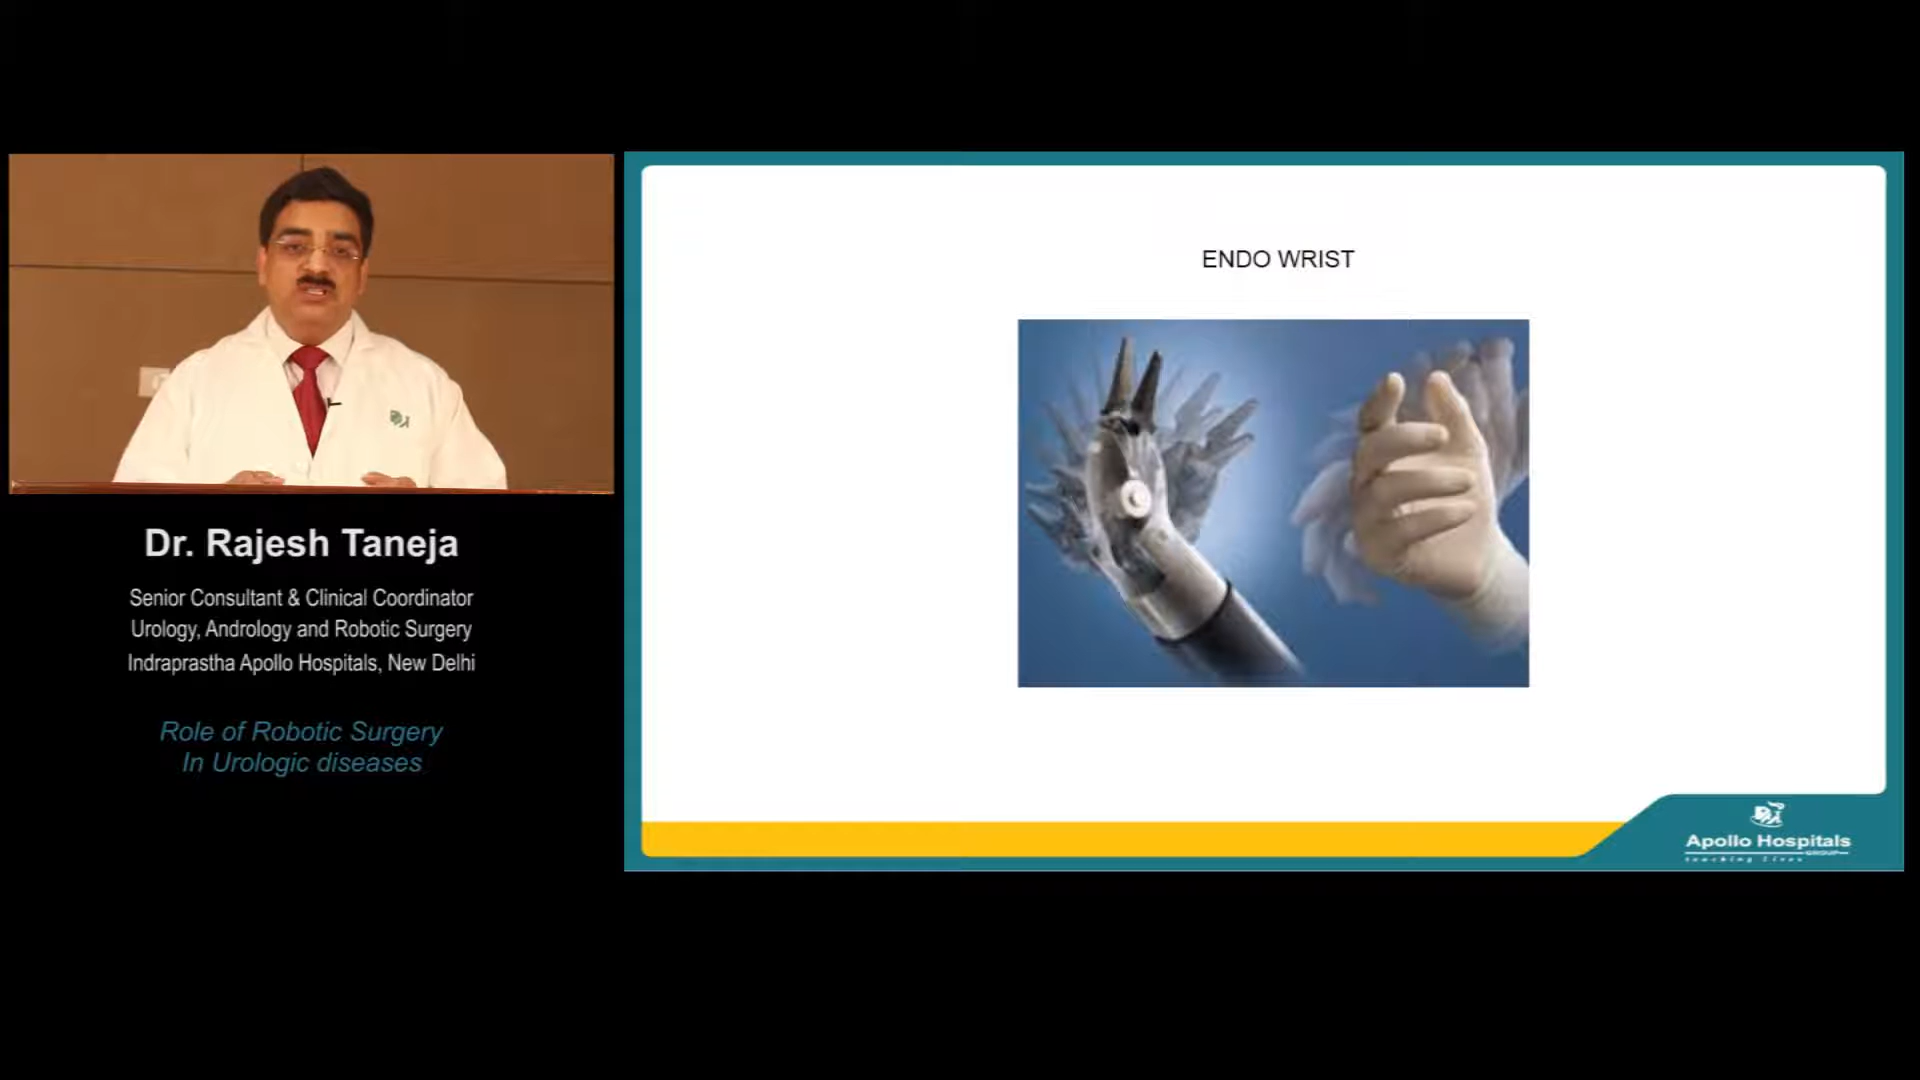 Dr. Rajesh Taneja
Senior Consultant & Clinical Coordinator
Urology, Andrology and Robotic Surgery
Indraprastha Apollo Hospitals, New Delhi
Role of Robotic Surgery
In Urologic diseases
ENDO WRIST
Apollo Hospitals
GROUP